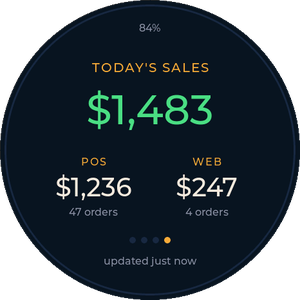 84%
TODAY'S SALES
$1,483
POS WEB
$1,236 $247
47 orders 4 orders
updated just now